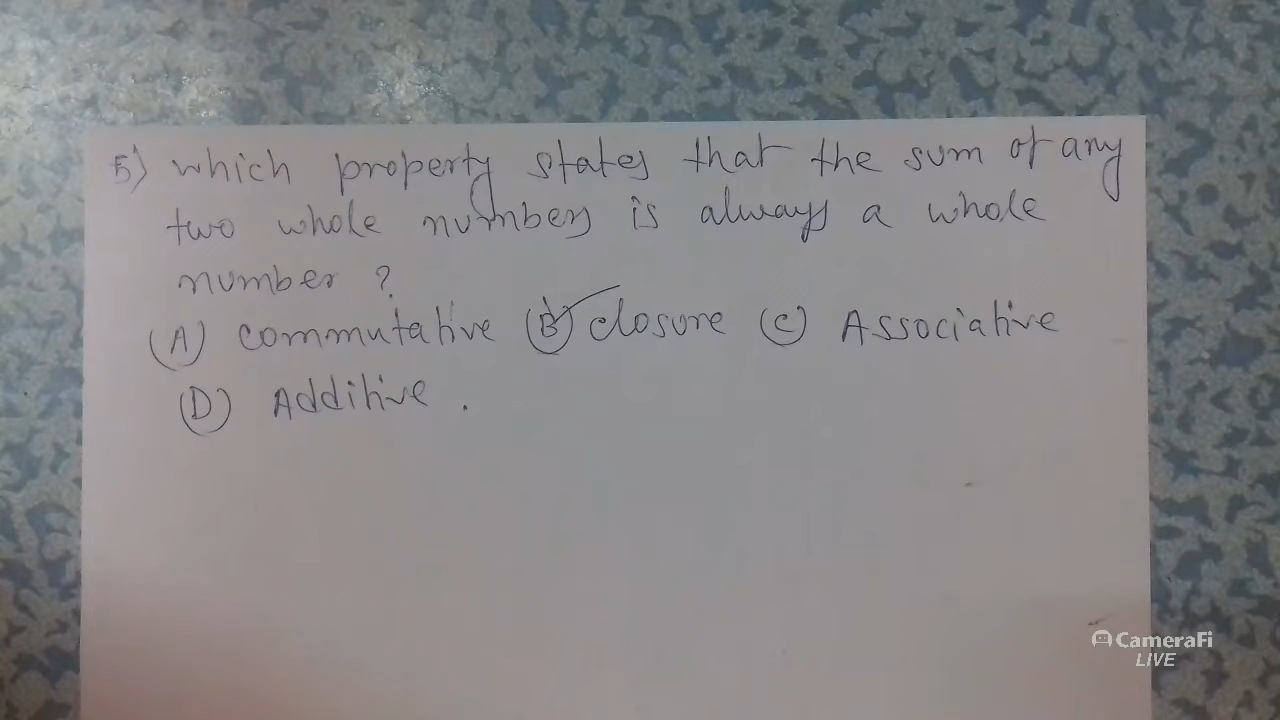 5) which property states that the sum of any
two whole numbers is always a whole
number ?
(A) commutative (B) closure (C) Associative
(D) Additive .
CameraFi
LIVE